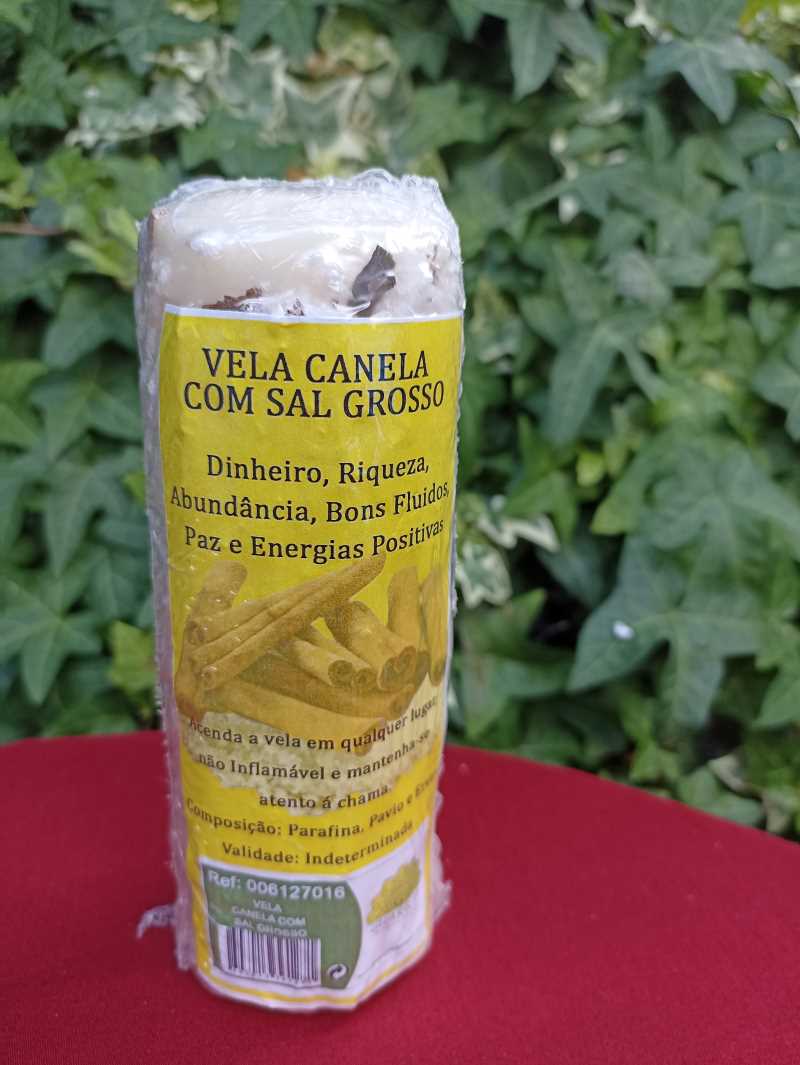 VELA CANELA
COM SAL GROSSO
Dinheiro, Riqueza,
Abundância, Bons Fluidos,
Paz e Energias Positivas
Acenda a vela em qualquer lugar
não Inflamável e mantenha-se
atento á chama.
Composição: Parafina, Pavio e
Validade: Indeterminada
Ref: 006127016
VELA
CANELA COM
SAL GROSSO